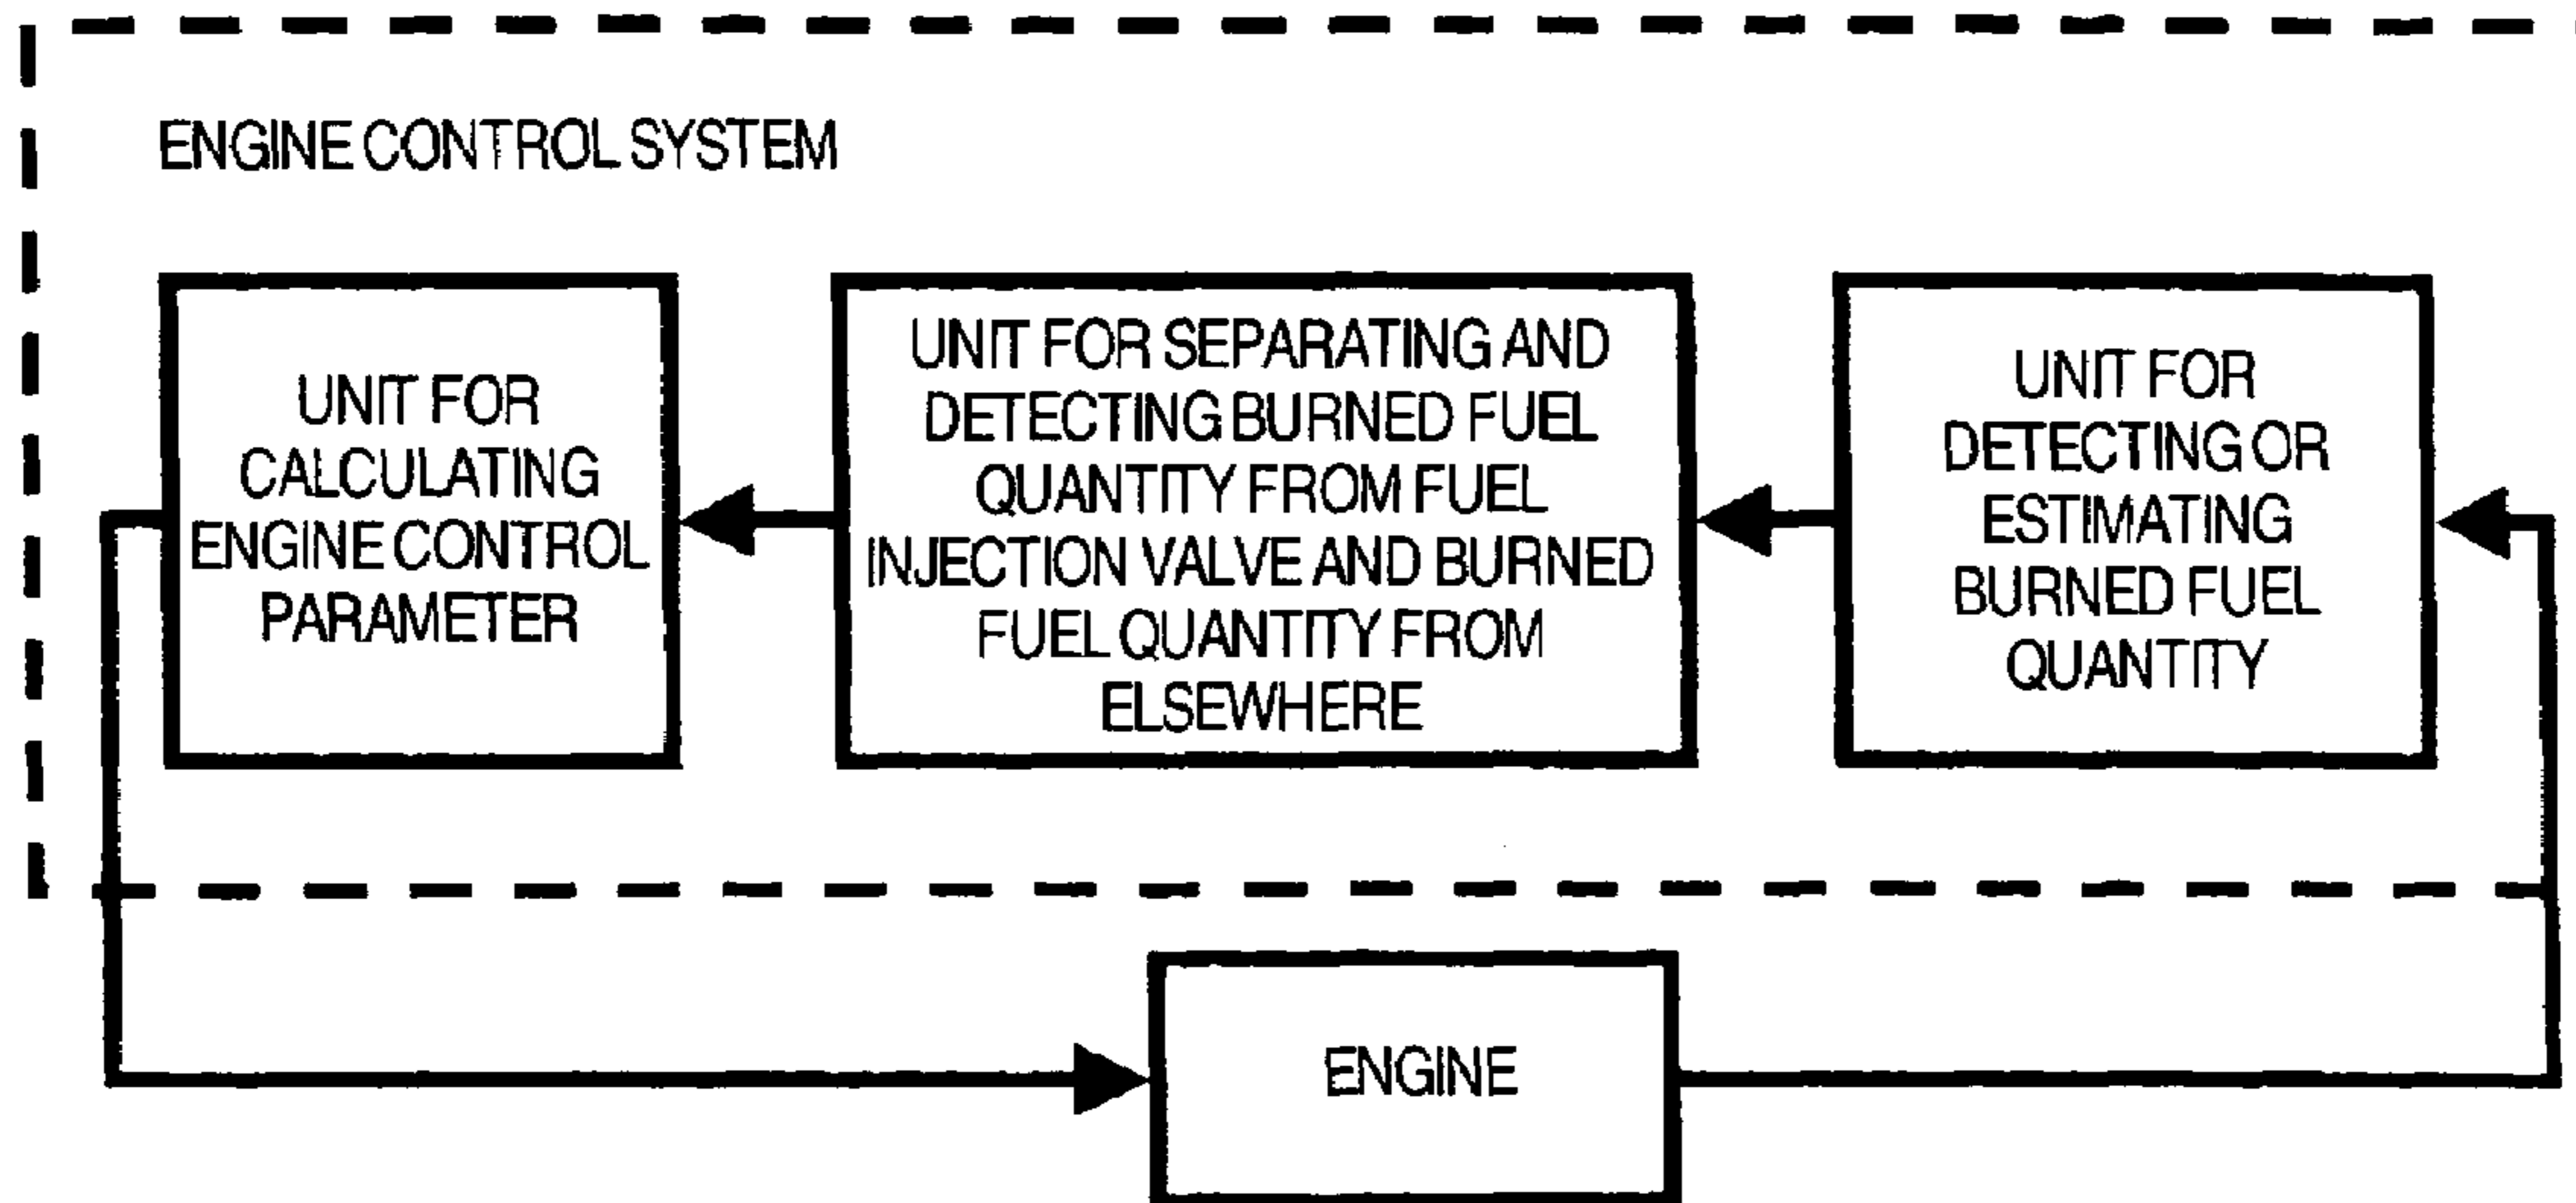 ENGINE CONTROL SYSTEM
UNIT FOR
CALCULATING
ENGINE CONTROL
PARAMETER
UNIT FOR SEPARATING AND
DETECTING BURNED FUEL
QUANTITY FROM FUEL
INJECTION VALVE AND BURNED
FUEL QUANTITY FROM
ELSEWHERE
UNIT FOR
DETECTING OR
ESTIMATING
BURNED FUEL
QUANTITY
ENGINE